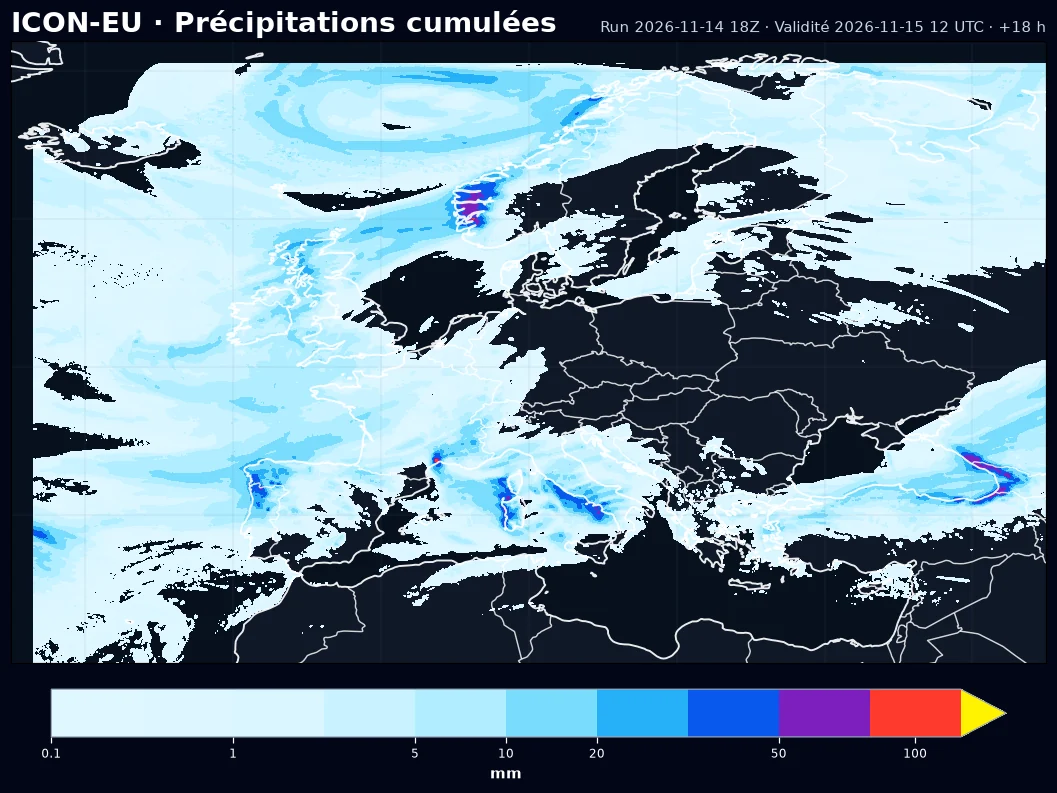 ICON-EU · Précipitations cumulées
Run 2026-11-14 18Z · Validité 2026-11-15 12 UTC · +18 h
0.1 1 5 10 20 50 100
mm